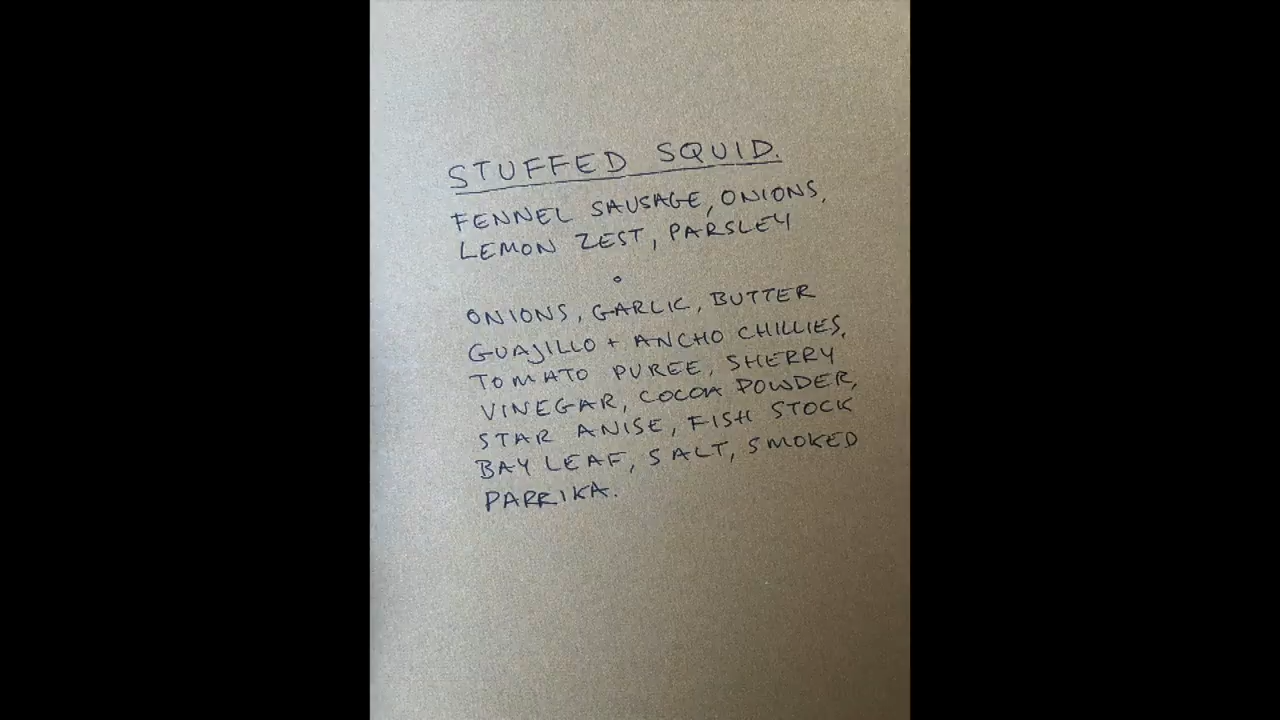 STUFFED SQUID.
FENNEL SAUSAGE, ONIONS,
LEMON ZEST, PARSLEY
ONIONS, GARLIC, BUTTER
GUAJILLO + ANCHO CHILLIES,
TOMATO PUREE, SHERRY
VINEGAR, COCOA POWDER,
STAR ANISE, FISH STOCK
BAY LEAF, SALT, SMOKED
PAPRIKA.